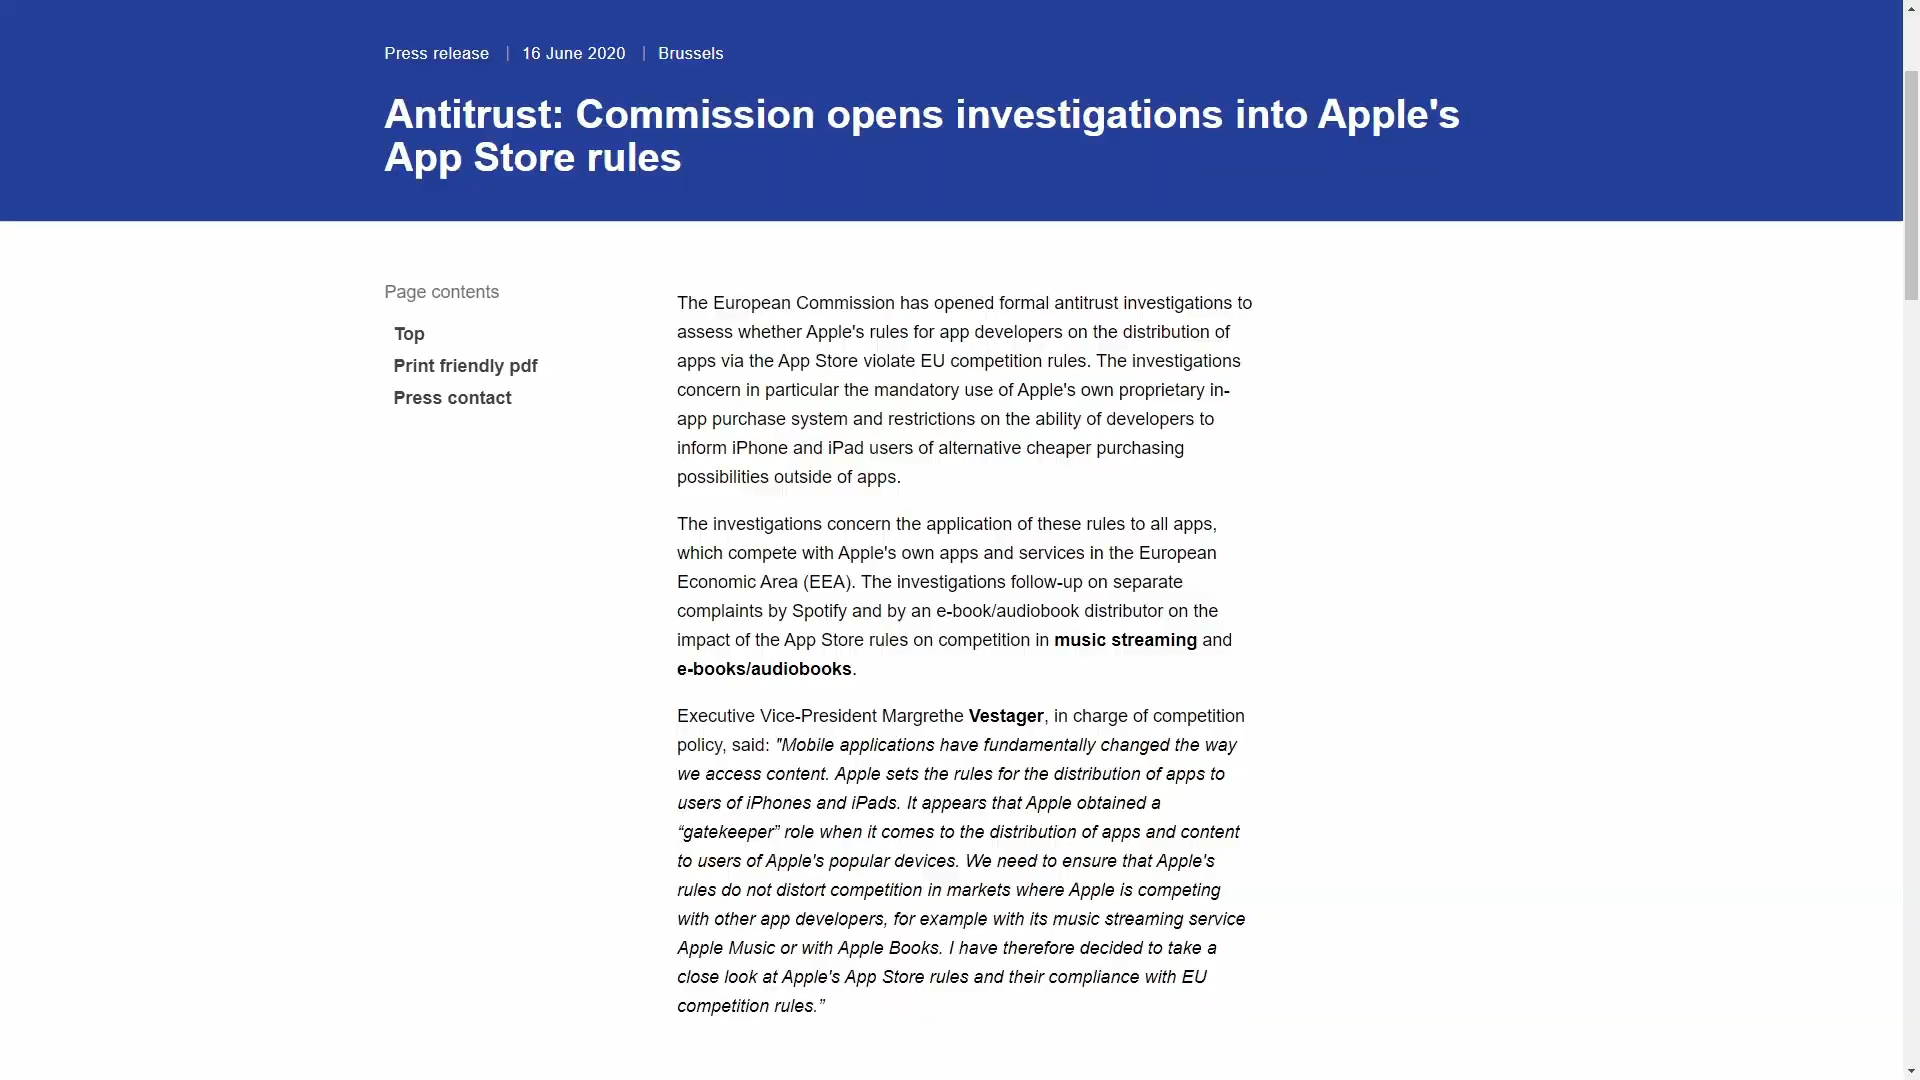 Press release | 16 June 2020 | Brussels
Antitrust: Commission opens investigations into Apple's
App Store rules
Page contents
Top
Print friendly pdf
Press contact
The European Commission has opened formal antitrust investigations to
assess whether Apple's rules for app developers on the distribution of
apps via the App Store violate EU competition rules. The investigations
concern in particular the mandatory use of Apple's own proprietary in-
app purchase system and restrictions on the ability of developers to
inform iPhone and iPad users of alternative cheaper purchasing
possibilities outside of apps.
The investigations concern the application of these rules to all apps,
which compete with Apple's own apps and services in the European
Economic Area (EEA). The investigations follow-up on separate
complaints by Spotify and by an e-book/audiobook distributor on the
impact of the App Store rules on competition in music streaming and
e-books/audiobooks.
Executive Vice-President Margrethe Vestager, in charge of competition
policy, said: "Mobile applications have fundamentally changed the way
we access content. Apple sets the rules for the distribution of apps to
users of iPhones and iPads. It appears that Apple obtained a
“gatekeeper” role when it comes to the distribution of apps and content
to users of Apple's popular devices. We need to ensure that Apple's
rules do not distort competition in markets where Apple is competing
with other app developers, for example with its music streaming service
Apple Music or with Apple Books. I have therefore decided to take a
close look at Apple's App Store rules and their compliance with EU
competition rules.”